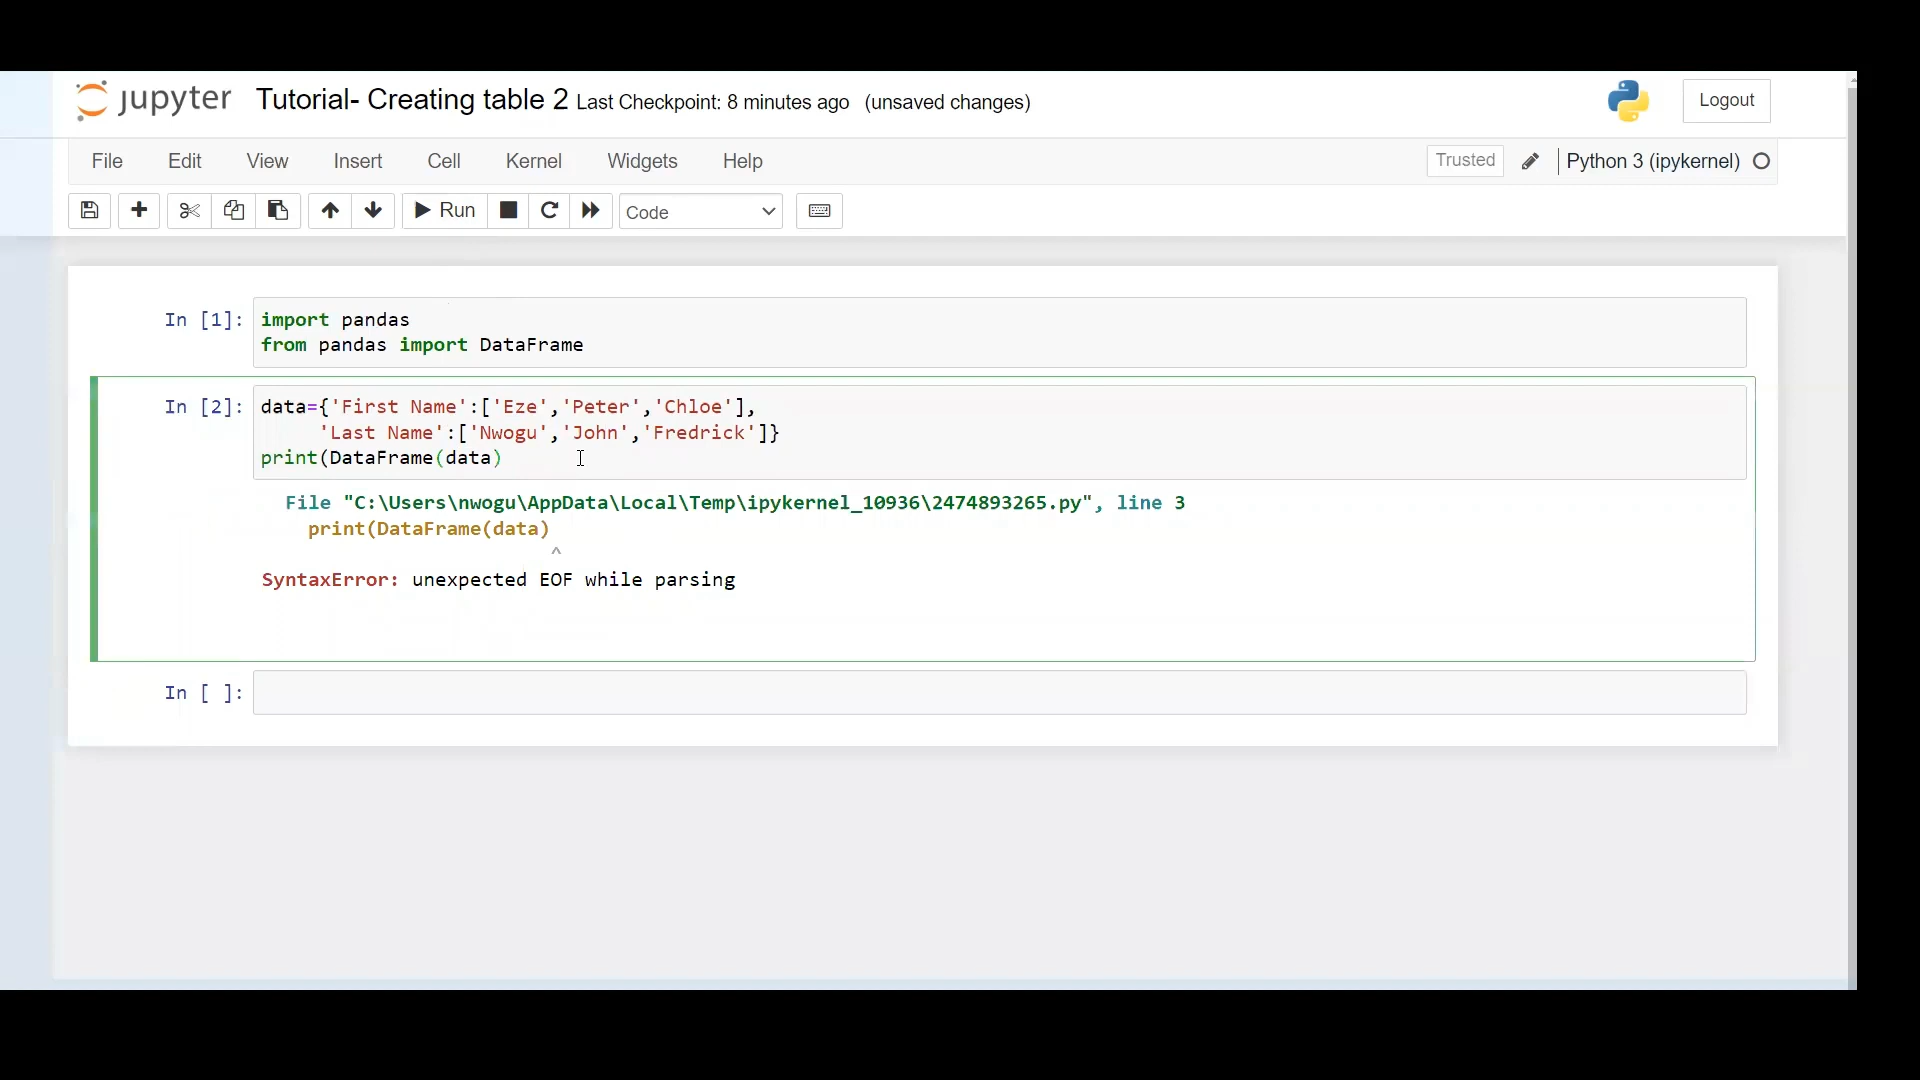 jupyter Tutorial- Creating table 2 Last Checkpoint: 8 minutes ago (unsaved changes) Logout
File Edit View Insert Cell Kernel Widgets Help Trusted Python 3 (ipykernel)
Run Code
In [1]: import pandas
from pandas import DataFrame
In [2]: data={'First Name':['Eze','Peter','Chloe'],
'Last Name':['Nwogu','John','Fredrick']}
print(DataFrame(data)
File "C:\Users\nwogu\AppData\Local\Temp\ipykernel_10936\2474893265.py", line 3
print(DataFrame(data)
^
SyntaxError: unexpected EOF while parsing
In [ ]: